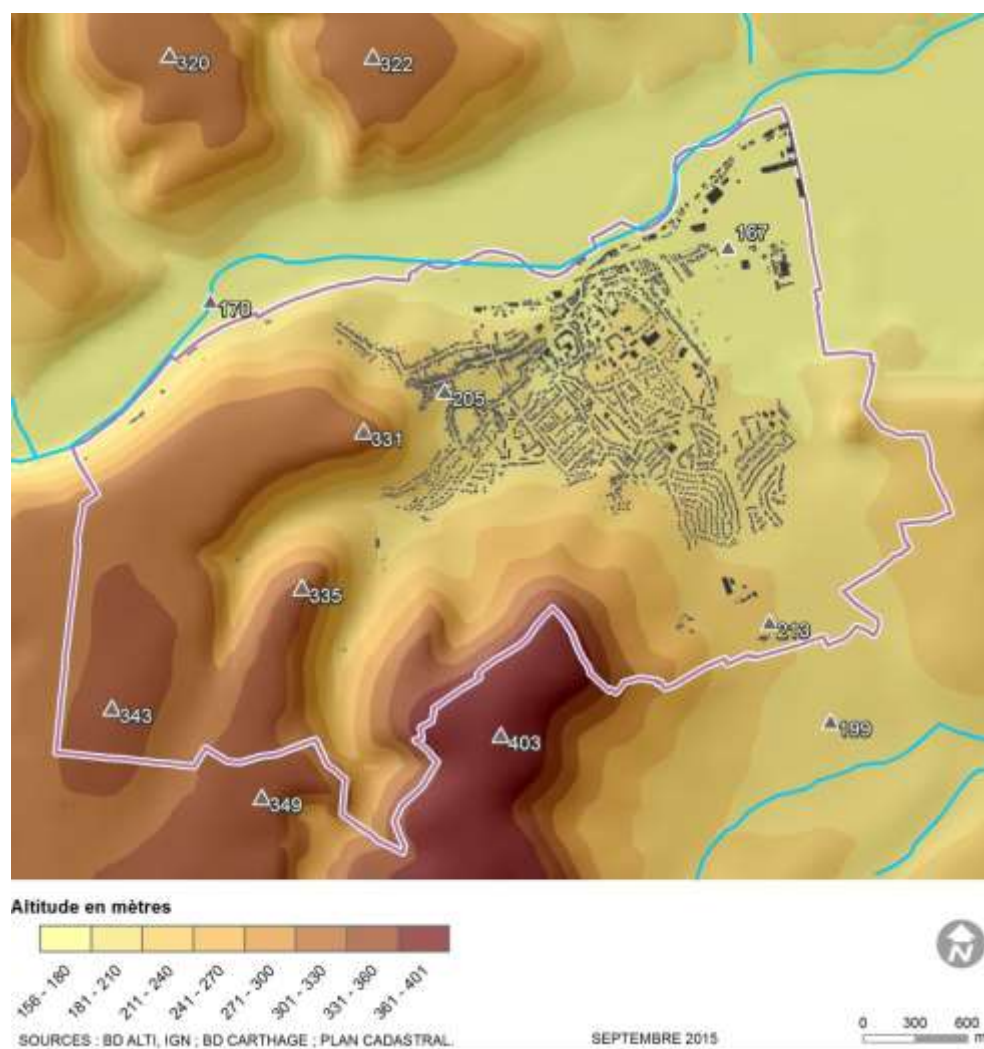 320
322
167
170
205
331
335
213
343
199
403
349
Altitude en mètres
156 - 180
181 - 210
211 - 240
241 - 270
271 - 300
301 - 330
331 - 360
361 - 401
N
SOURCES : BD ALTI, IGN ; BD CARTHAGE ; PLAN CADASTRAL.
SEPTEMBRE 2015
0 300 600
m